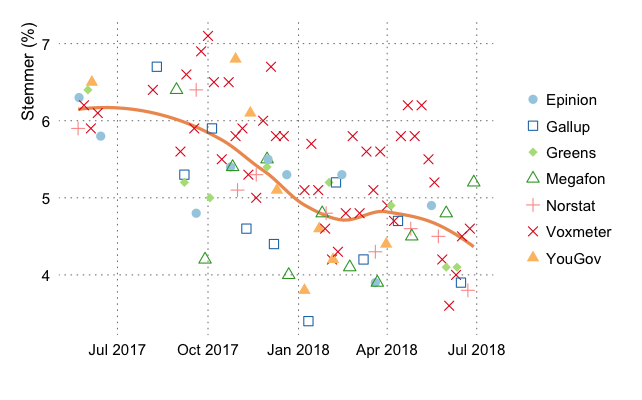 Stemmer (%)
7
6
5
4
Jul 2017
Oct 2017
Jan 2018
Apr 2018
Jul 2018
Epinion
Gallup
Greens
Megafon
Norstat
Voxmeter
YouGov